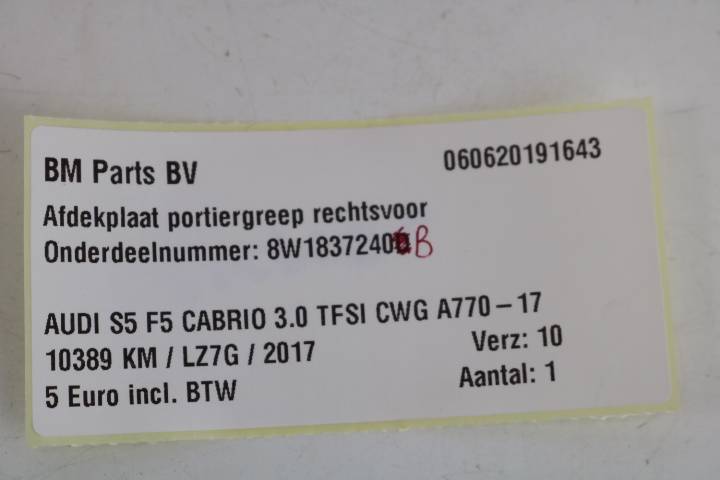 BM Parts BV 060620191643
Afdekplaat portiergreep rechtsvoor
Onderdeelnummer: 8W1837240B
AUDI S5 F5 CABRIO 3.0 TFSI CWG A770 – 17
10389 KM / LZ7G / 2017 Verz: 10
5 Euro incl. BTW Aantal: 1